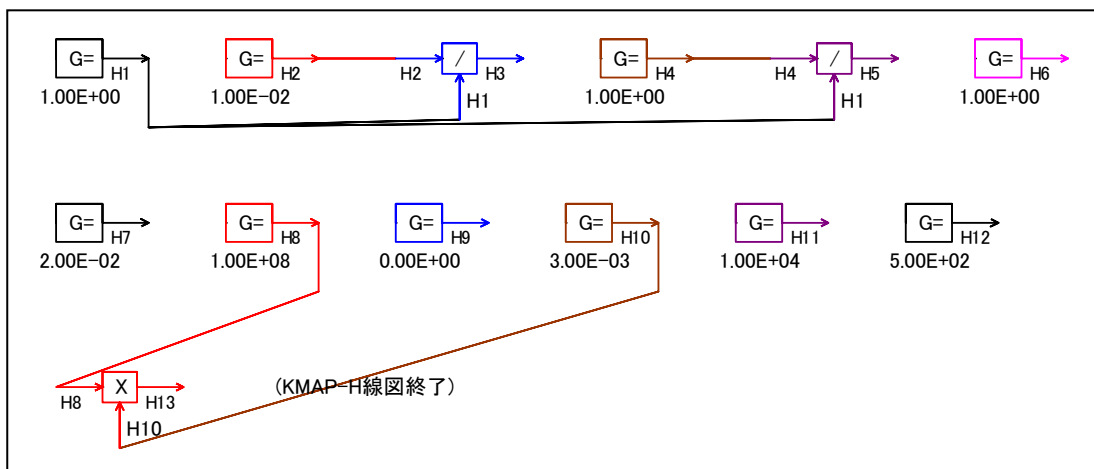 G= G= / G= / G=
H1 H2 H2 H3 H4 H4 H5 H6
1.00E+00 1.00E-02 H1 1.00E+00 H1 1.00E+00
G= G= G= G= G= G=
H7 H8 H9 H10 H11 H12
2.00E-02 1.00E+08 0.00E+00 3.00E-03 1.00E+04 5.00E+02
X (KMAP-H線図終了)
H8 H13
H10